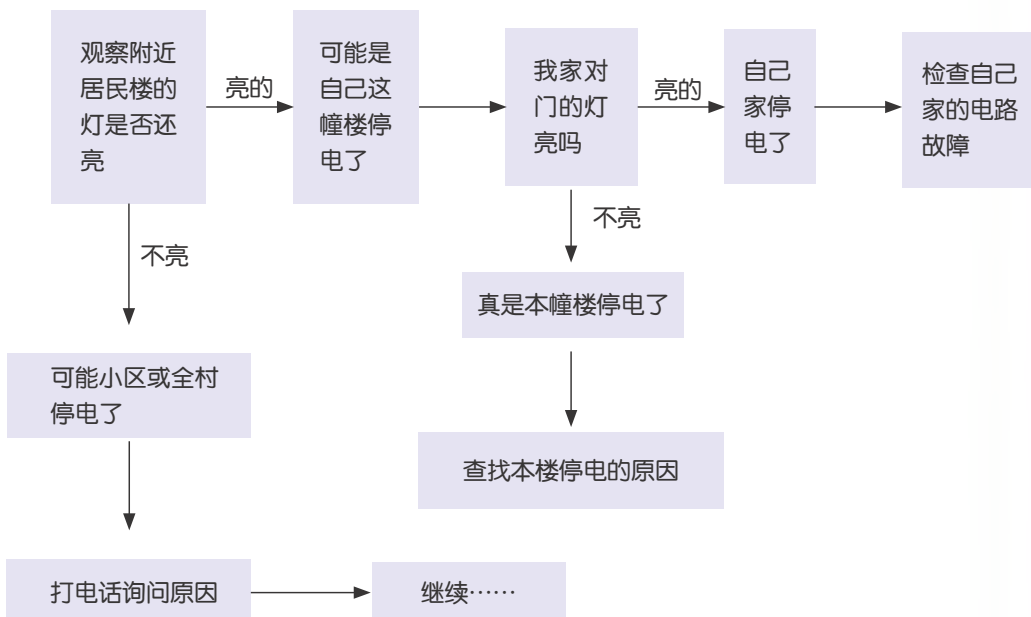 观察附近
居民楼的
灯是否还
亮
亮的
可能是
自己这
幢楼停
电了
我家对
门的灯
亮吗
亮的
自己
家停
电了
检查自己
家的电路
故障
不亮
不亮
真是本幢楼停电了
可能小区或全村
停电了
查找本楼停电的原因
打电话询问原因
继续……